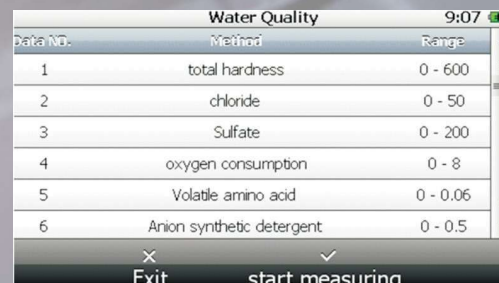 Water Quality 9:07
Data NO. Method Range
1 total hardness 0 - 600
2 chloride 0 - 50
3 Sulfate 0 - 200
4 oxygen consumption 0 - 8
5 Volatile amino acid 0 - 0.06
6 Anion synthetic detergent 0 - 0.5
Exit start measuring